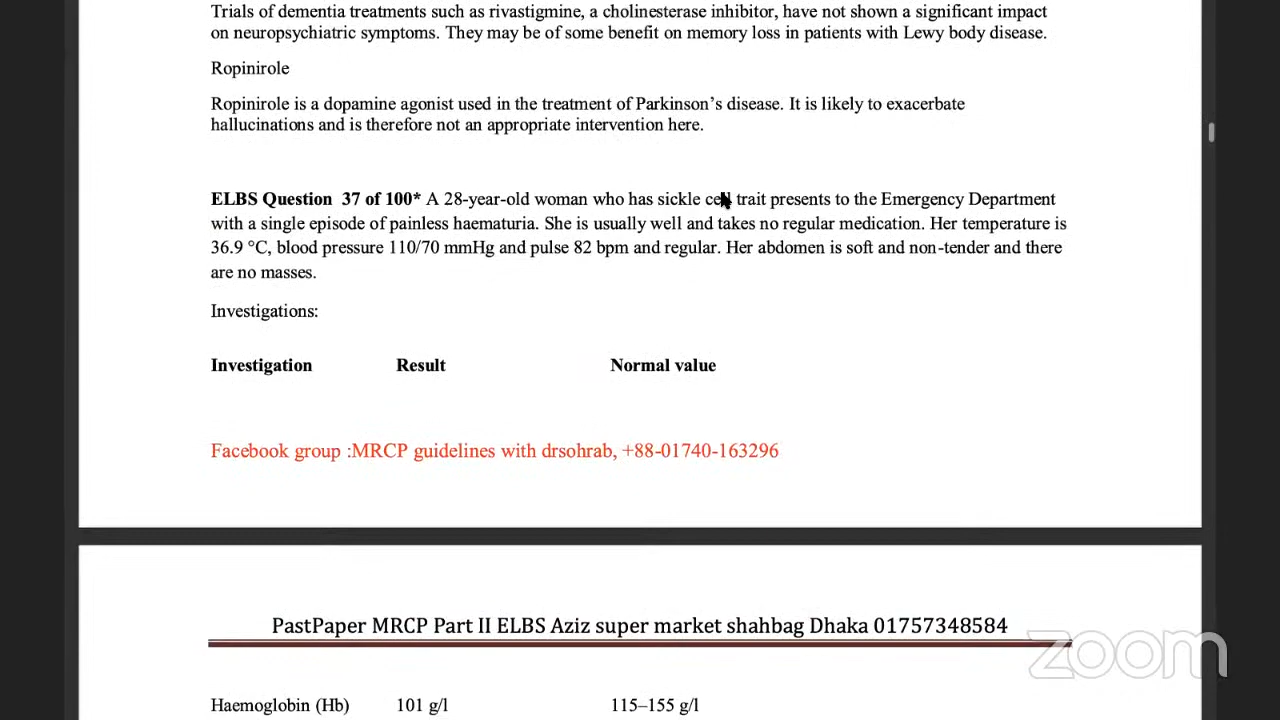 Trials of dementia treatments such as rivastigmine, a cholinesterase inhibitor, have not shown a significant impact
on neuropsychiatric symptoms. They may be of some benefit on memory loss in patients with Lewy body disease.
Ropinirole
Ropinirole is a dopamine agonist used in the treatment of Parkinson's disease. It is likely to exacerbate
hallucinations and is therefore not an appropriate intervention here.
ELBS Question 37 of 100* A 28-year-old woman who has sickle cell trait presents to the Emergency Department
with a single episode of painless haematuria. She is usually well and takes no regular medication. Her temperature is
36.9 °C, blood pressure 110/70 mmHg and pulse 82 bpm and regular. Her abdomen is soft and non-tender and there
are no masses.
Investigations:
Investigation Result Normal value
Facebook group :MRCP guidelines with drsohrab, +88-01740-163296
PastPaper MRCP Part II ELBS Aziz super market shahbag Dhaka 01757348584
zoom
Haemoglobin (Hb) 101 g/l 115–155 g/l